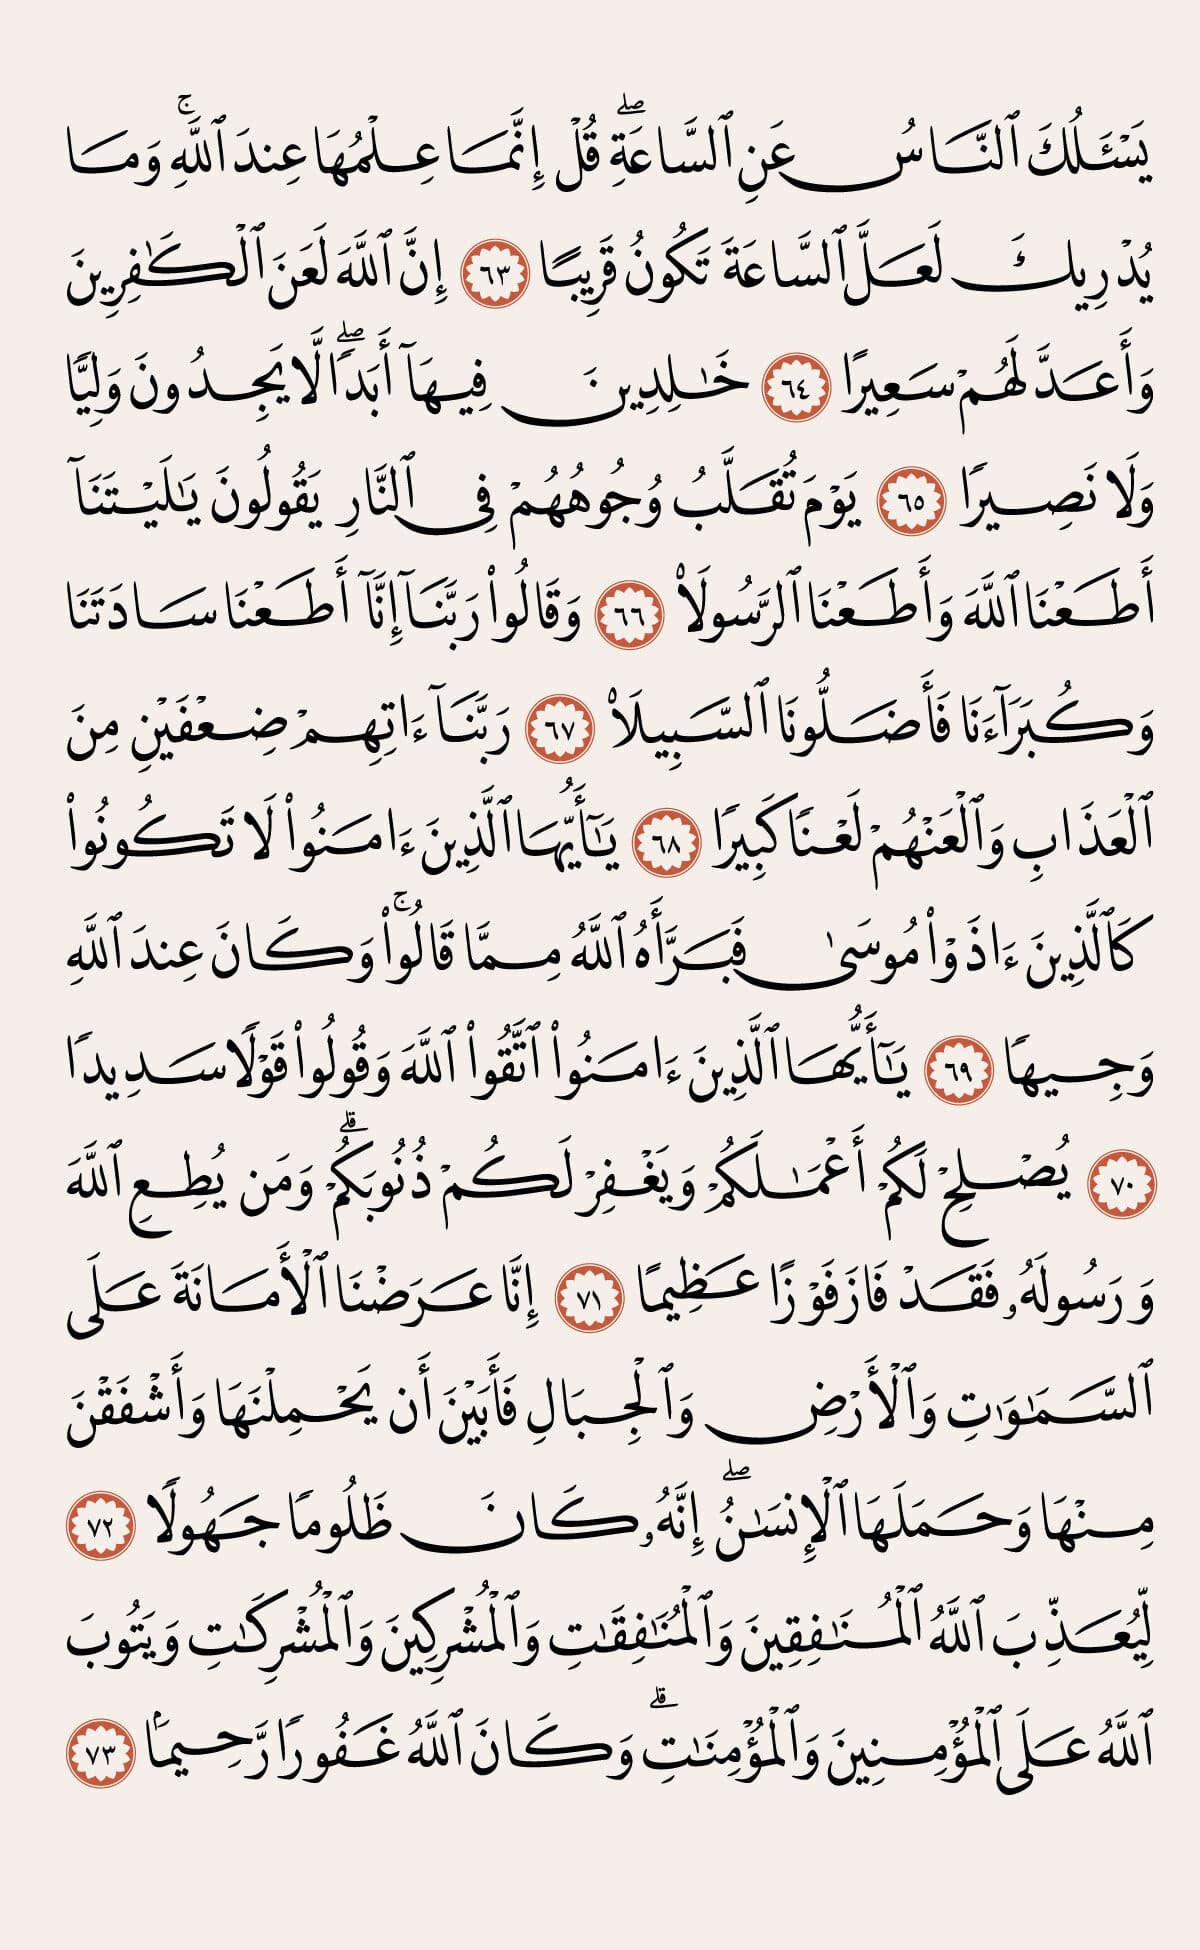 يَسْـَٔلُكَ ٱلنَّاسُ عَنِ ٱلسَّاعَةِۖ قُلْ إِنَّمَا عِلْمُهَا عِندَ ٱللَّهِۚ وَمَا
يُدْرِيكَ لَعَلَّ ٱلسَّاعَةَ تَكُونُ قَرِيبًا ٦٣ إِنَّ ٱللَّهَ لَعَنَ ٱلْكَٰفِرِينَ
وَأَعَدَّ لَهُمْ سَعِيرًا ٦٤ خَٰلِدِينَ فِيهَآ أَبَدًاۖ لَّا يَجِدُونَ وَلِيًّا
وَلَا نَصِيرًا ٦٥ يَوْمَ تُقَلَّبُ وُجُوهُهُمْ فِى ٱلنَّارِ يَقُولُونَ يَٰلَيْتَنَآ
أَطَعْنَا ٱللَّهَ وَأَطَعْنَا ٱلرَّسُولَا۠ ٦٦ وَقَالُوا۟ رَبَّنَآ إِنَّآ أَطَعْنَا سَادَتَنَا
وَكُبَرَآءَنَا فَأَضَلُّونَا ٱلسَّبِيلَا۠ ٦٧ رَبَّنَآ ءَاتِهِمْ ضِعْفَيْنِ مِنَ
ٱلْعَذَابِ وَٱلْعَنْهُمْ لَعْنًا كَبِيرًا ٦٨ يَٰٓأَيُّهَا ٱلَّذِينَ ءَامَنُوا۟ لَا تَكُونُوا۟
كَٱلَّذِينَ ءَاذَوْا۟ مُوسَىٰ فَبَرَّأَهُ ٱللَّهُ مِمَّا قَالُوا۟ۚ وَكَانَ عِندَ ٱللَّهِ
وَجِيهًا ٦٩ يَٰٓأَيُّهَا ٱلَّذِينَ ءَامَنُوا۟ ٱتَّقُوا۟ ٱللَّهَ وَقُولُوا۟ قَوْلًا سَدِيدًا
٧٠ يُصْلِحْ لَكُمْ أَعْمَٰلَكُمْ وَيَغْفِرْ لَكُمْ ذُنُوبَكُمْۗ وَمَن يُطِعِ ٱللَّهَ
وَرَسُولَهُۥ فَقَدْ فَازَ فَوْزًا عَظِيمًا ٧١ إِنَّا عَرَضْنَا ٱلْأَمَانَةَ عَلَى
ٱلسَّمَٰوَٰتِ وَٱلْأَرْضِ وَٱلْجِبَالِ فَأَبَيْنَ أَن يَحْمِلْنَهَا وَأَشْفَقْنَ
مِنْهَا وَحَمَلَهَا ٱلْإِنسَٰنُۖ إِنَّهُۥ كَانَ ظَلُومًا جَهُولًا ٧٢
لِّيُعَذِّبَ ٱللَّهُ ٱلْمُنَٰفِقِينَ وَٱلْمُنَٰفِقَٰتِ وَٱلْمُشْرِكِينَ وَٱلْمُشْرِكَٰتِ وَيَتُوبَ
ٱللَّهُ عَلَى ٱلْمُؤْمِنِينَ وَٱلْمُؤْمِنَٰتِۗ وَكَانَ ٱللَّهُ غَفُورًا رَّحِيمًۢا ٧٣